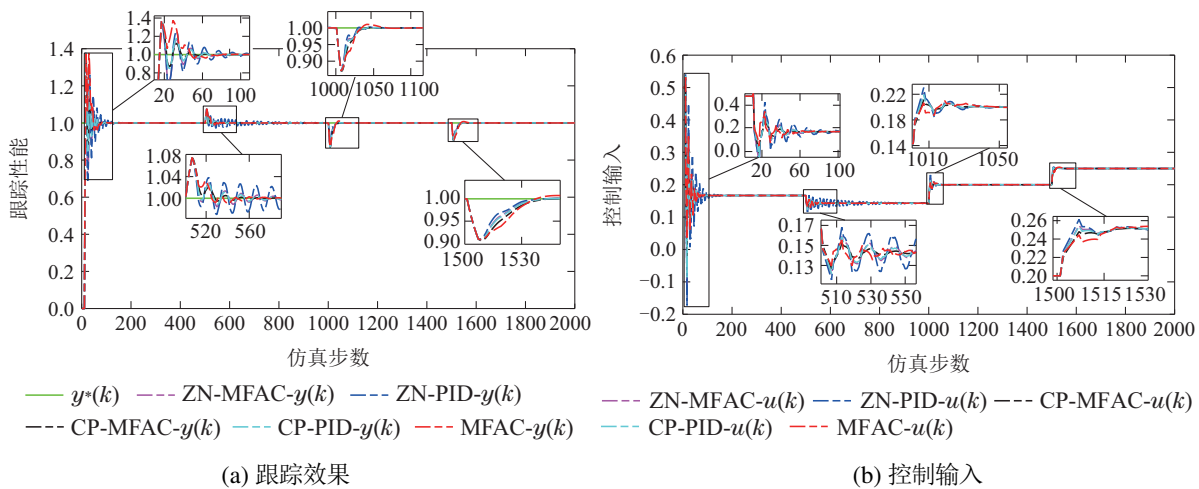 1.4
1.2
1.0
0.8
20 60 100
1.00
0.95
0.90
1000 1050 1100
1.4
1.2
1.0
0.8
0.6
0.4
0.2
0.0
跟踪性能
1.08
1.04
1.00
520 560
1.00
0.95
0.90
1500 1530
0 200 400 600 800 1000 1200 1400 1600 1800 2000
仿真步数
y*(k) ZN-MFAC-y(k) ZN-PID-y(k)
CP-MFAC-y(k) CP-PID-y(k) MFAC-y(k)
(a) 跟踪效果
0.6
0.5
0.4
0.3
0.2
0.1
0.0
−0.1
−0.2
控制输入
0.4
0.2
0.0
20 60 100
0.22
0.18
0.14
1010 1050
0.17
0.15
0.13
510 530 550
0.26
0.24
0.22
0.20
1500 1515 1530
0 200 400 600 800 1000 1200 1400 1600 1800 2000
仿真步数
ZN-MFAC-u(k) ZN-PID-u(k) CP-MFAC-u(k)
CP-PID-u(k) MFAC-u(k)
(b) 控制输入